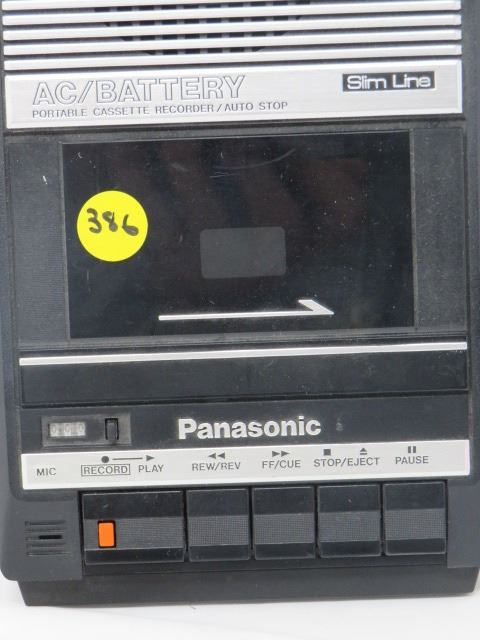 AC/BATTERY
Slim Line
PORTABLE CASSETTE RECORDER/AUTO STOP
386
000
Panasonic
MIC RECORD PLAY REW/REV FF/CUE STOP/EJECT PAUSE